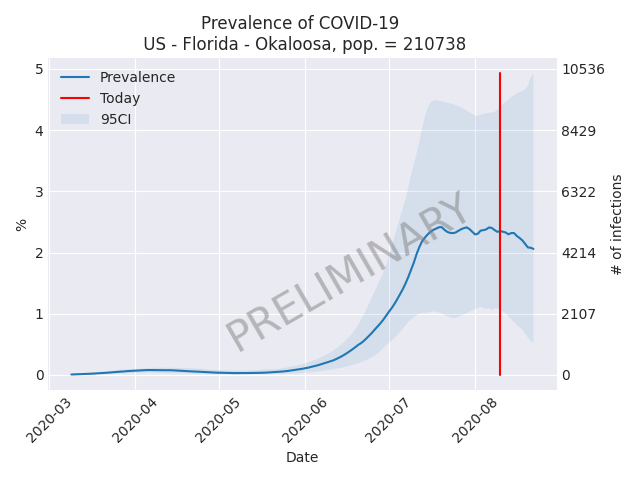 Prevalence of COVID-19
US - Florida - Okaloosa, pop. = 210738
Prevalence
Today
95CI
PRELIMINARY
5
4
3
2
1
0
%
10536
8429
6322
4214
2107
0
# of infections
2020-03
2020-04
2020-05
2020-06
2020-07
2020-08
Date